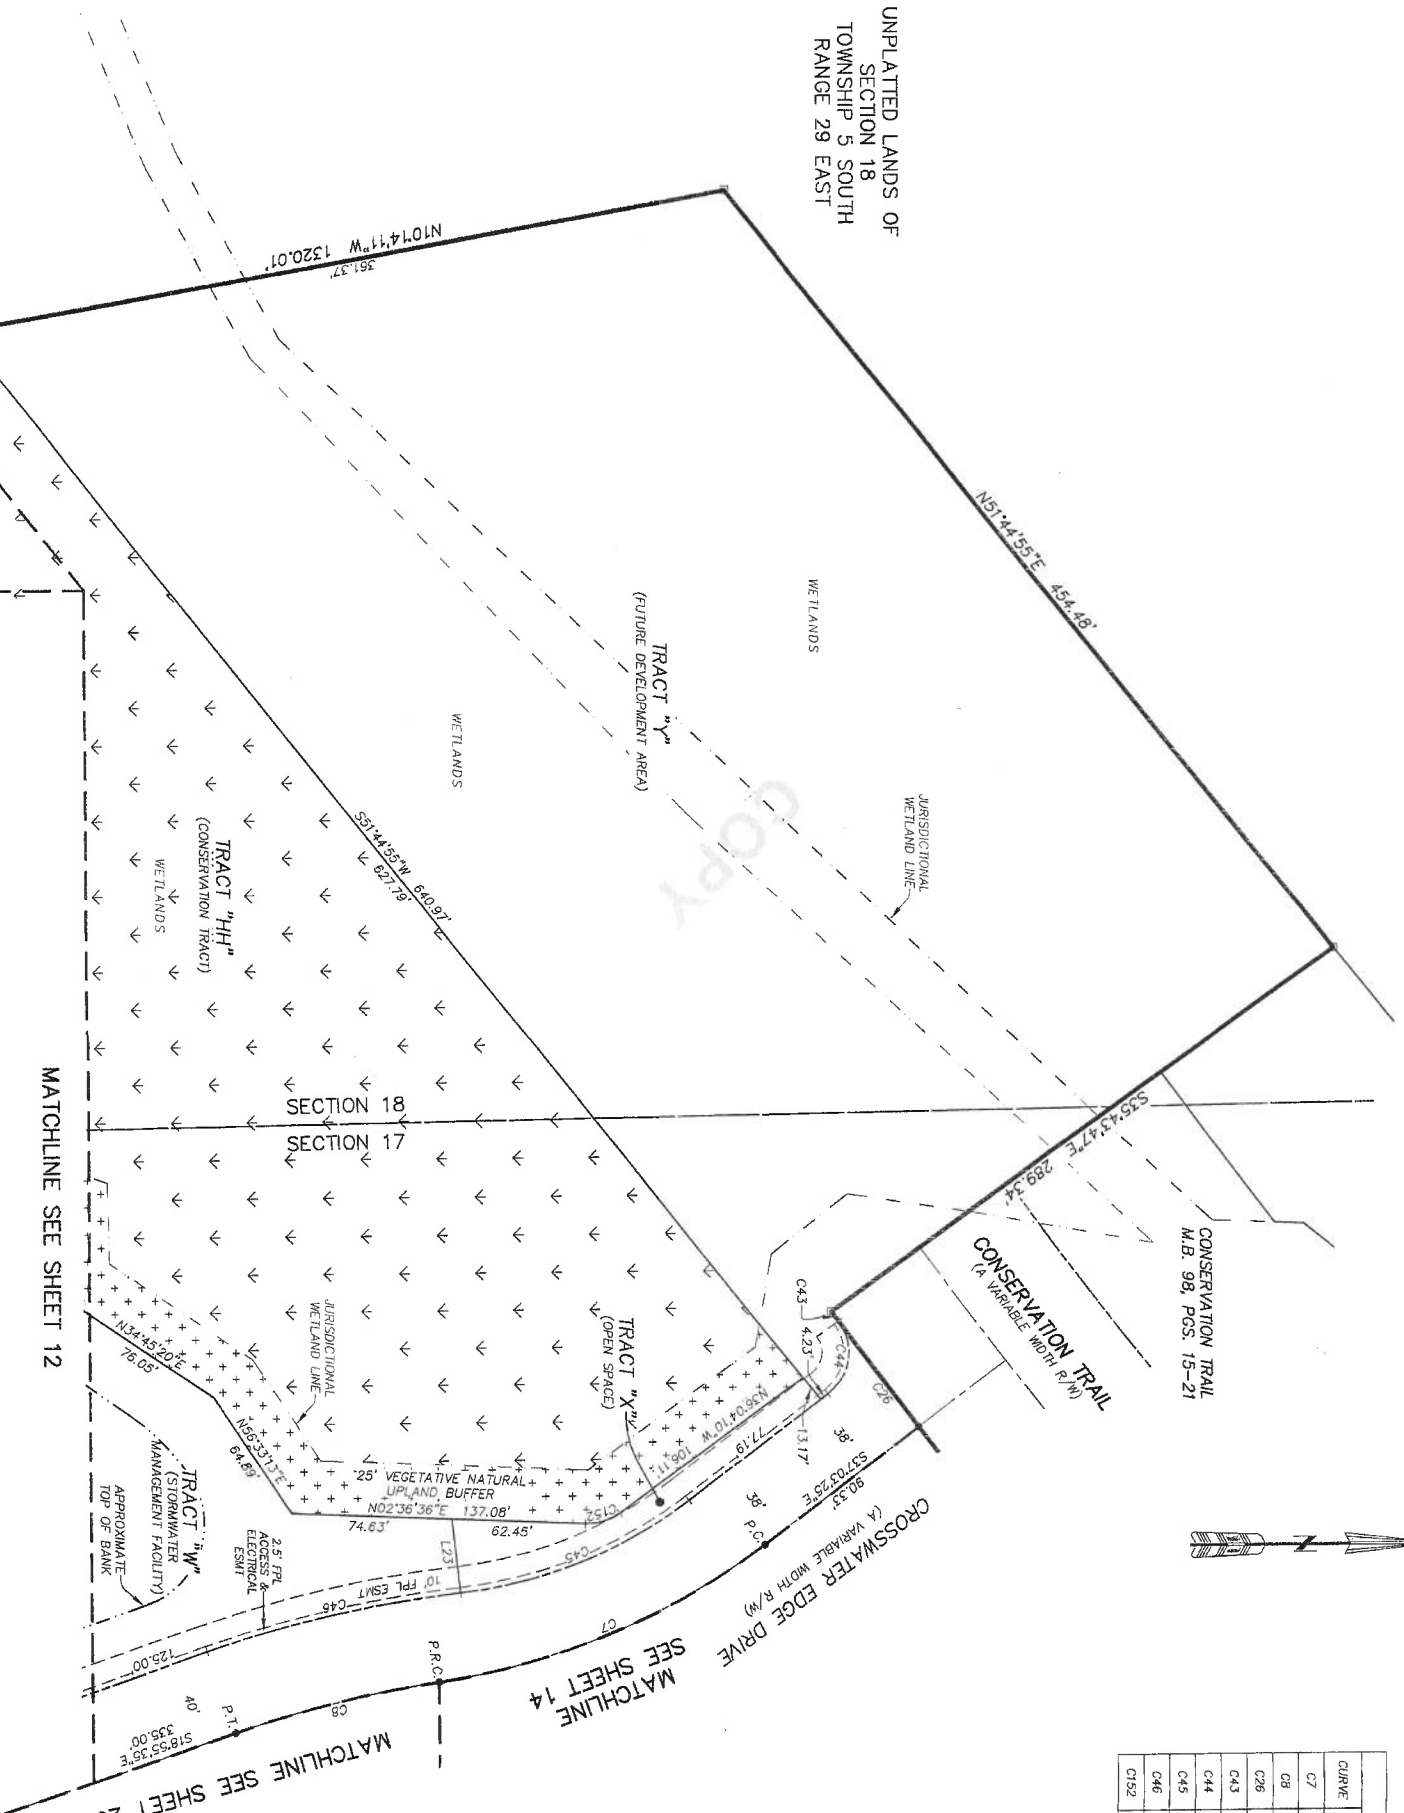 UNPLATTED LANDS OF
SECTION 18
TOWNSHIP 5 SOUTH
RANGE 29 EAST
N10°14'11"W 1320.01'
361.37'
N51°44'55"E 454.48'
WETLANDS
TRACT "Y"
(FUTURE DEVELOPMENT AREA)
WETLANDS
JURISDICTIONAL
WETLAND LINE
COPY
S51°44'55"W 640.97'
627.79'
TRACT "HH"
(CONSERVATION TRACT)
WETLANDS
SECTION 18
SECTION 17
S35°43'47"E 289.34'
CONSERVATION TRAIL
M.B. 98, PGS. 15-21
CONSERVATION TRAIL
(A VARIABLE WIDTH R/W)
C43
4.23'
C44
C26
13.17'
TRACT "X"
(OPEN SPACE)
N36°04'10"W 106.11'
77.19'
38'
S37°03'25"E
90.33'
38'
P.C.
CROSSWATER EDGE DRIVE
(A VARIABLE WIDTH R/W)
JURISDICTIONAL
WETLAND LINE
25' VEGETATIVE NATURAL
UPLAND BUFFER
N02°36'36"E 137.08'
74.63'
62.45'
C152
C45
L23
10' FPL ESMT
C46
C7
N34°45'20"E
76.05'
N56°33'13"E
64.89'
TRACT "W"
(STORMWATER
MANAGEMENT FACILITY)
APPROXIMATE
TOP OF BANK
2.5' FPL
ACCESS &
ELECTRICAL
ESMT
125.00'
P.R.C.
C8
P.T.
40'
S18°55'35"E
335.00'
MATCHLINE SEE SHEET 12
MATCHLINE
SEE SHEET 14
MATCHLINE SEE SHEET
N
CURVE
C7
C8
C26
C43
C44
C45
C46
C152